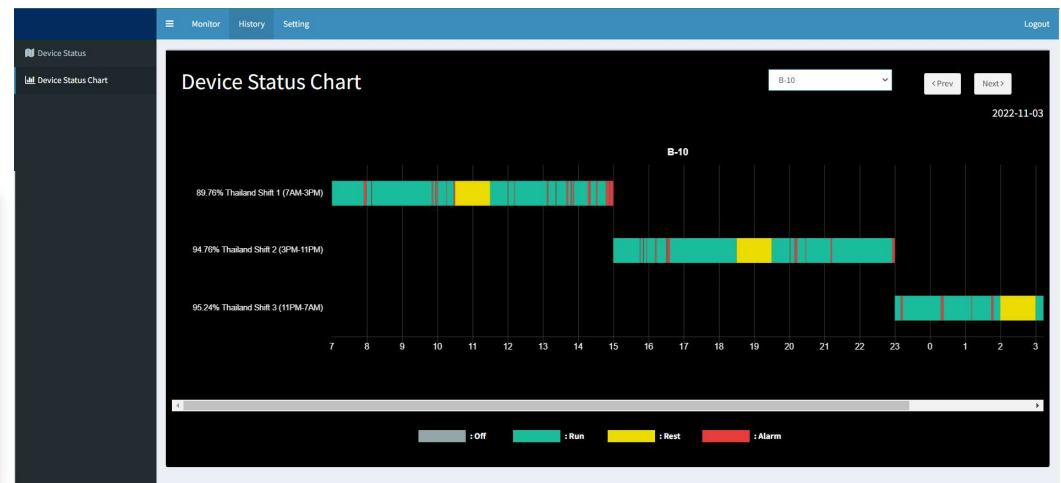 Monitor History Setting Logout
Device Status
Device Status Chart
Device Status Chart
B-10
< Prev
Next >
2022-11-03
B-10
89.76% Thailand Shift 1 (7AM-3PM)
94.76% Thailand Shift 2 (3PM-11PM)
95.24% Thailand Shift 3 (11PM-7AM)
7 8 9 10 11 12 13 14 15 16 17 18 19 20 21 22 23 0 1 2 3
: Off : Run : Rest : Alarm